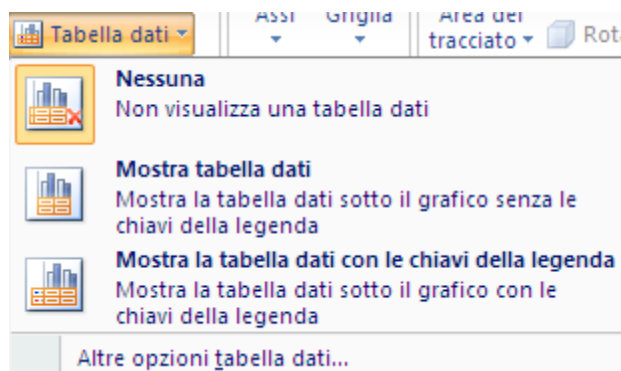 Tabella dati
Assi
Griglia
Area del
tracciato
Nessuna
Non visualizza una tabella dati
Mostra tabella dati
Mostra la tabella dati sotto il grafico senza le
chiavi della legenda
Mostra la tabella dati con le chiavi della legenda
Mostra la tabella dati sotto il grafico con le
chiavi della legenda
Altre opzioni tabella dati...